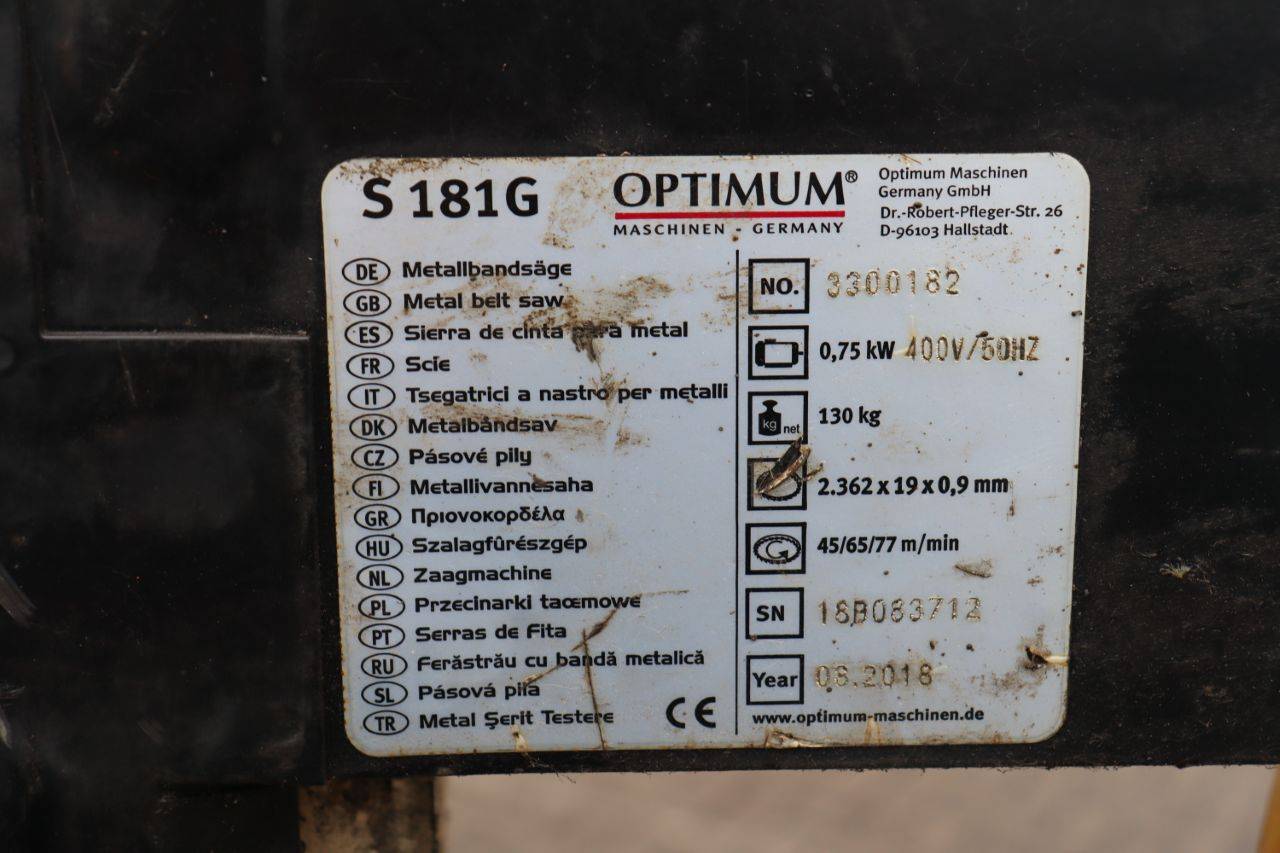 S 181G
OPTIMUM®
MASCHINEN - GERMANY
Optimum Maschinen
Germany GmbH
Dr.-Robert-Pfleger-Str. 26
D-96103 Hallstadt
DE Metallbandsäge
GB Metal belt saw
ES Sierra de cinta para metal
FR Scie
IT Tsegatrici a nastro per metalli
DK Metalbåndsav
CZ Pásové pily
FI Metallivannesaha
GR Πριονοκορδέλα
HU Szalagfűrészgép
NL Zaagmachine
PL Przecinarki taœmowe
PT Serras de Fita
RU Ferăstrău cu bandă metalică
SL Pásová píla
TR Metal Şerit Testere
CE
NO. 3300182
0,75 kW 400V/50HZ
kg net 130 kg
2.362 x 19 x 0,9 mm
45/65/77 m/min
SN 18B083712
Year 08.2018
www.optimum-maschinen.de